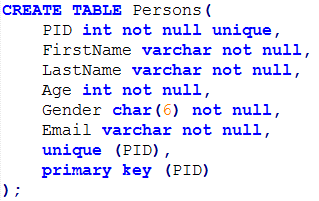 CREATE TABLE Persons(
    PID int not null unique,
    FirstName varchar not null,
    LastName varchar not null,
    Age int not null,
    Gender char(6) not null,
    Email varchar not null,
    unique (PID),
    primary key (PID)
);